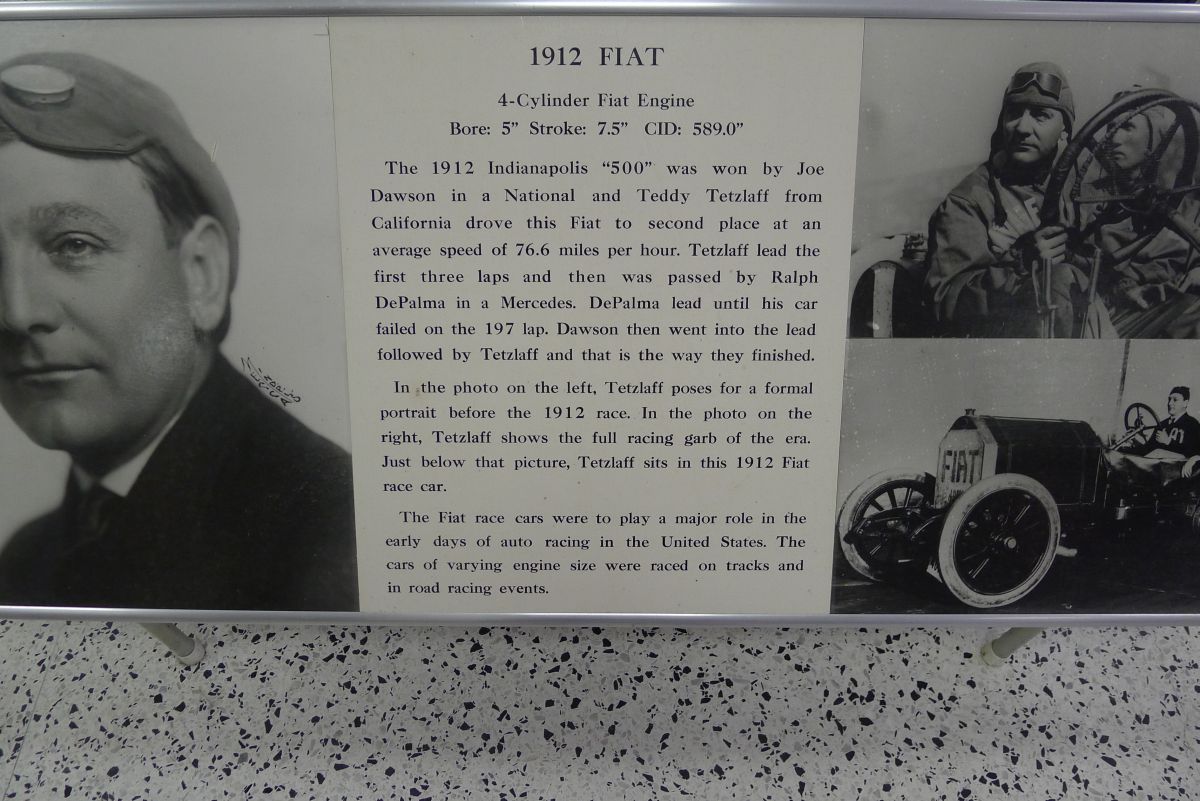 1912 FIAT
4-Cylinder Fiat Engine
Bore: 5” Stroke: 7.5” CID: 589.0”
The 1912 Indianapolis “500” was won by Joe
Dawson in a National and Teddy Tetzlaff from
California drove this Fiat to second place at an
average speed of 76.6 miles per hour. Tetzlaff lead the
first three laps and then was passed by Ralph
DePalma in a Mercedes. DePalma lead until his car
failed on the 197 lap. Dawson then went into the lead
followed by Tetzlaff and that is the way they finished.
In the photo on the left, Tetzlaff poses for a formal
portrait before the 1912 race. In the photo on the
right, Tetzlaff shows the full racing garb of the era.
Just below that picture, Tetzlaff sits in this 1912 Fiat
race car.
The Fiat race cars were to play a major role in the
early days of auto racing in the United States. The
cars of varying engine size were raced on tracks and
in road racing events.
FIAT